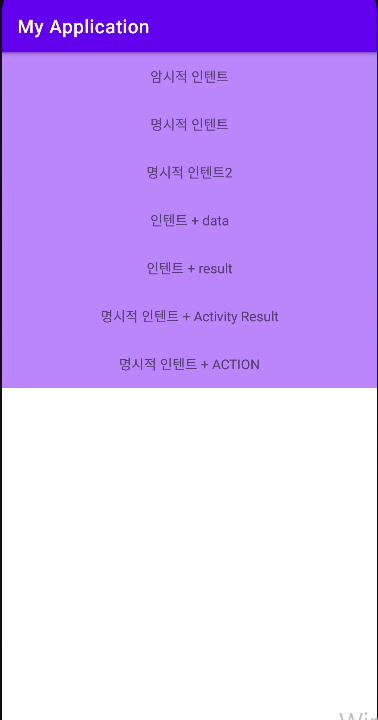 My Application
암시적 인텐트
명시적 인텐트
명시적 인텐트2
인텐트 + data
인텐트 + result
명시적 인텐트 + Activity Result
명시적 인텐트 + ACTION